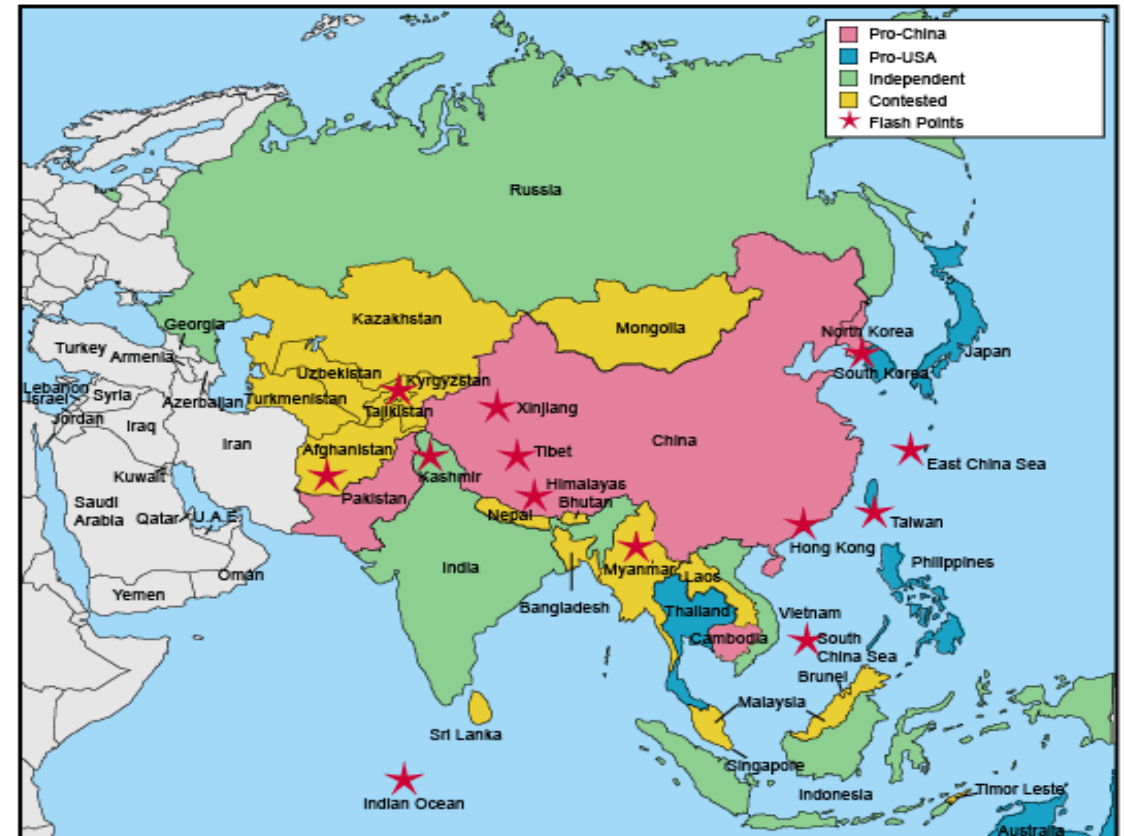 Pro-China
Pro-USA
Independent
Contested
Flash Points
Russia
Georgia
Turkey
Armenia
Azerbaijan
Lebanon
Israel
Syria
Jordan
Iraq
Iran
Kuwait
Saudi
Arabia
Qatar
U.A.E.
Oman
Yemen
Kazakhstan
Mongolia
Uzbekistan
Kyrgyzstan
Turkmenistan
Tajikistan
Afghanistan
Pakistan
Kashmir
Xinjiang
Tibet
Himalayas
Bhutan
Nepal
China
North Korea
South Korea
Japan
East China Sea
Taiwan
Hong Kong
Philippines
India
Bangladesh
Myanmar
Laos
Thailand
Cambodia
Vietnam
South
China Sea
Brunei
Malaysia
Sri Lanka
Singapore
Indonesia
Timor Leste
Indian Ocean
Australia